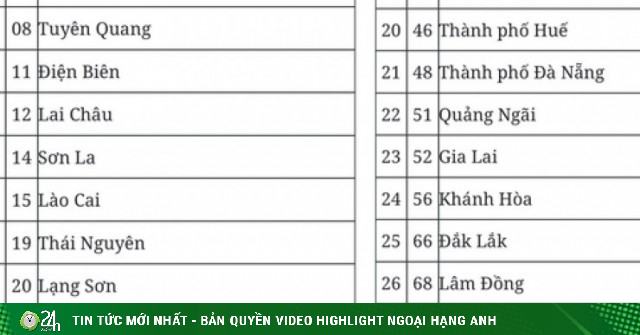 08 Tuyên Quang
11 Điện Biên
12 Lai Châu
14 Sơn La
15 Lào Cai
19 Thái Nguyên
20 Lạng Sơn
20 46 Thành phố Huế
21 48 Thành phố Đà Nẵng
22 51 Quảng Ngãi
23 52 Gia Lai
24 56 Khánh Hòa
25 66 Đắk Lắk
26 68 Lâm Đồng
24h TIN TỨC MỚI NHẤT - BẢN QUYỀN VIDEO HIGHLIGHT NGOẠI HẠNG ANH